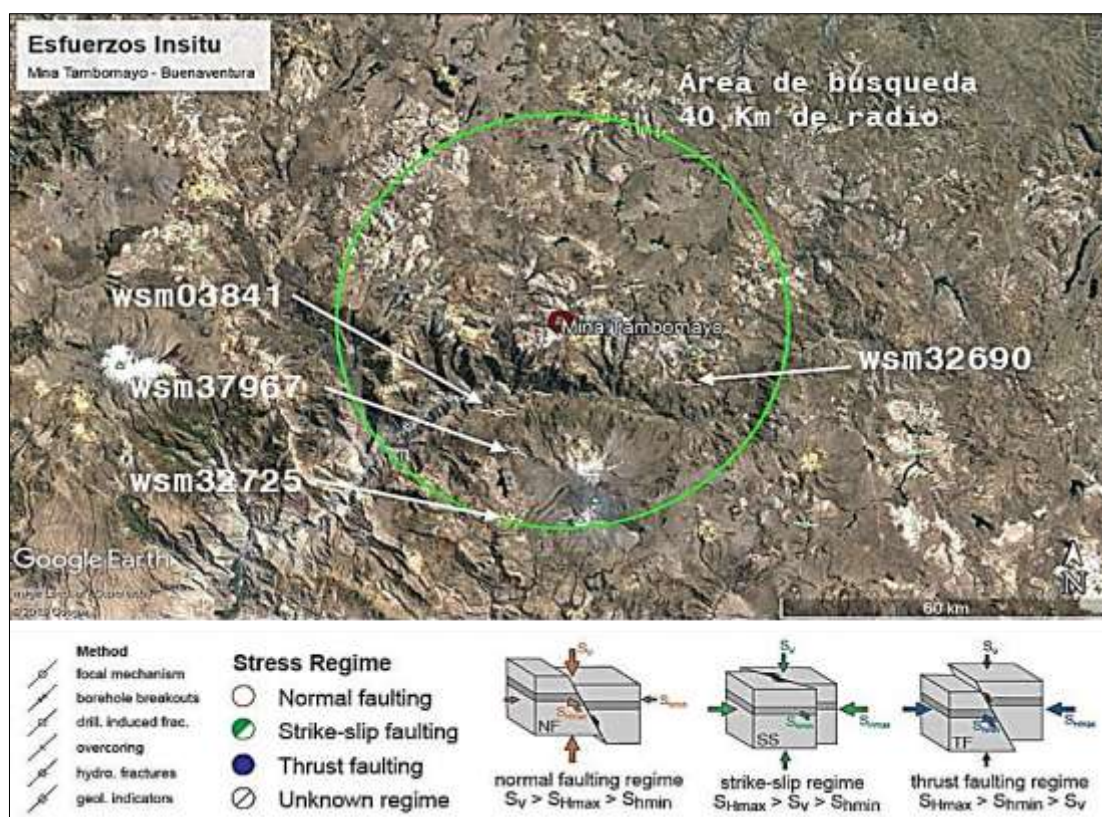 Esfuerzos Insitu
Mina Tambomayo - Buenaventura
Área de búsqueda
40 Km de radio
wsm03841
Mina Tambomayo
wsm32690
wsm37967
wsm32725
Google Earth
N
60 km
Method
focal mechanism
borehole breakouts
drill. induced frac.
overcoring
hydro. fractures
geol. indicators
Stress Regime
Normal faulting
Strike-slip faulting
Thrust faulting
Unknown regime
Sv
SHmax
Shmin
NF
normal faulting regime
Sv > SHmax > Shmin
Sv
Shmin
SHmax
SS
strike-slip regime
SHmax > Sv > Shmin
Sv
SHmax
TF
thrust faulting regime
SHmax > Shmin > Sv